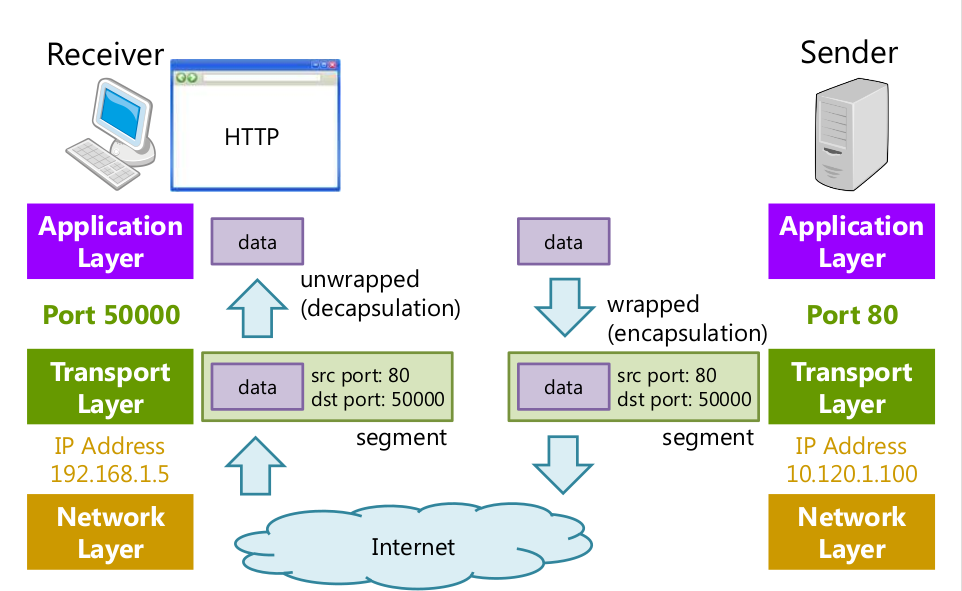 Receiver
Sender
HTTP
Application
Layer
data
data
Application
Layer
unwrapped
(decapsulation)
wrapped
(encapsulation)
Port 50000
Port 80
Transport
Layer
data
src port: 80
dst port: 50000
data
src port: 80
dst port: 50000
Transport
Layer
segment
segment
IP Address
192.168.1.5
IP Address
10.120.1.100
Network
Layer
Internet
Network
Layer